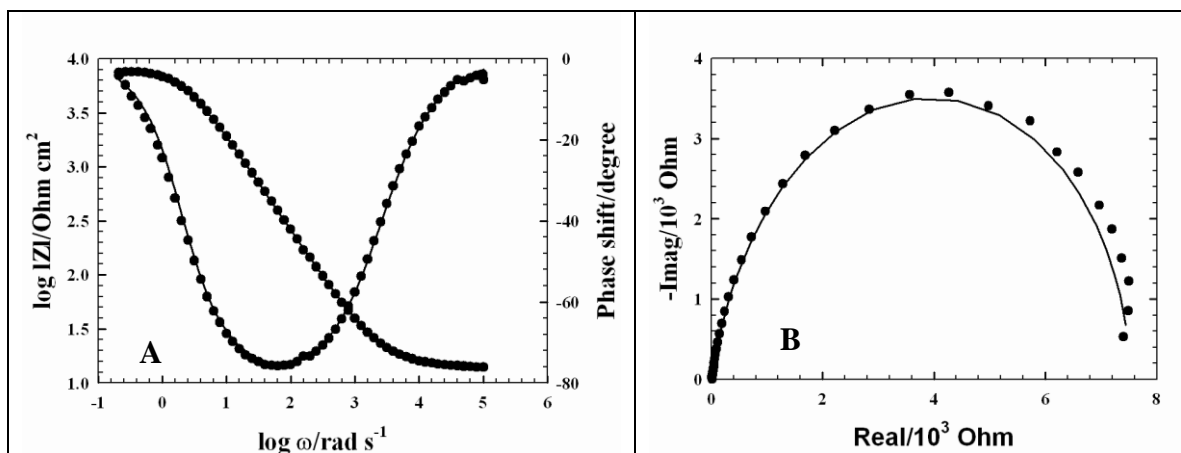 4.0
3.5
3.0
2.5
2.0
1.5
1.0
log |Z|/Ohm cm²
0
-20
-40
-60
-80
Phase shift/degree
A
-1 0 1 2 3 4 5 6
log ω/rad s⁻¹
4
3
2
1
0
-Imag/10³ Ohm
B
0 2 4 6 8
Real/10³ Ohm